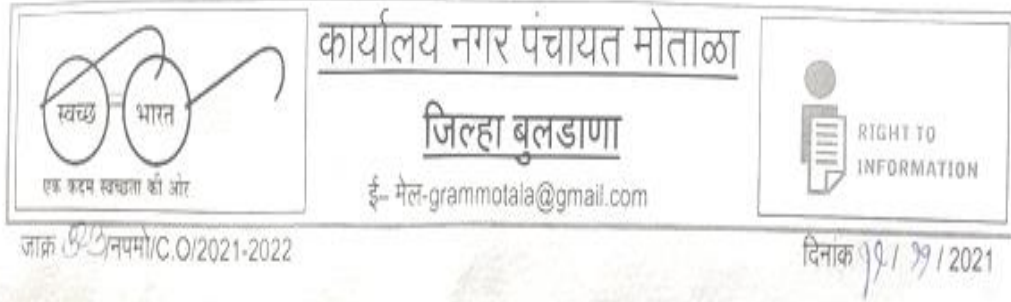 स्वच्छ भारत
एक कदम स्वच्छता की ओर
कार्यालय नगर पंचायत मोताळा
जिल्हा बुलडाणा
ई- मेल-grammotala@gmail.com
RIGHT TO
INFORMATION
जाक्र /नपमो/C.O/2021-2022
दिनांक / / 2021